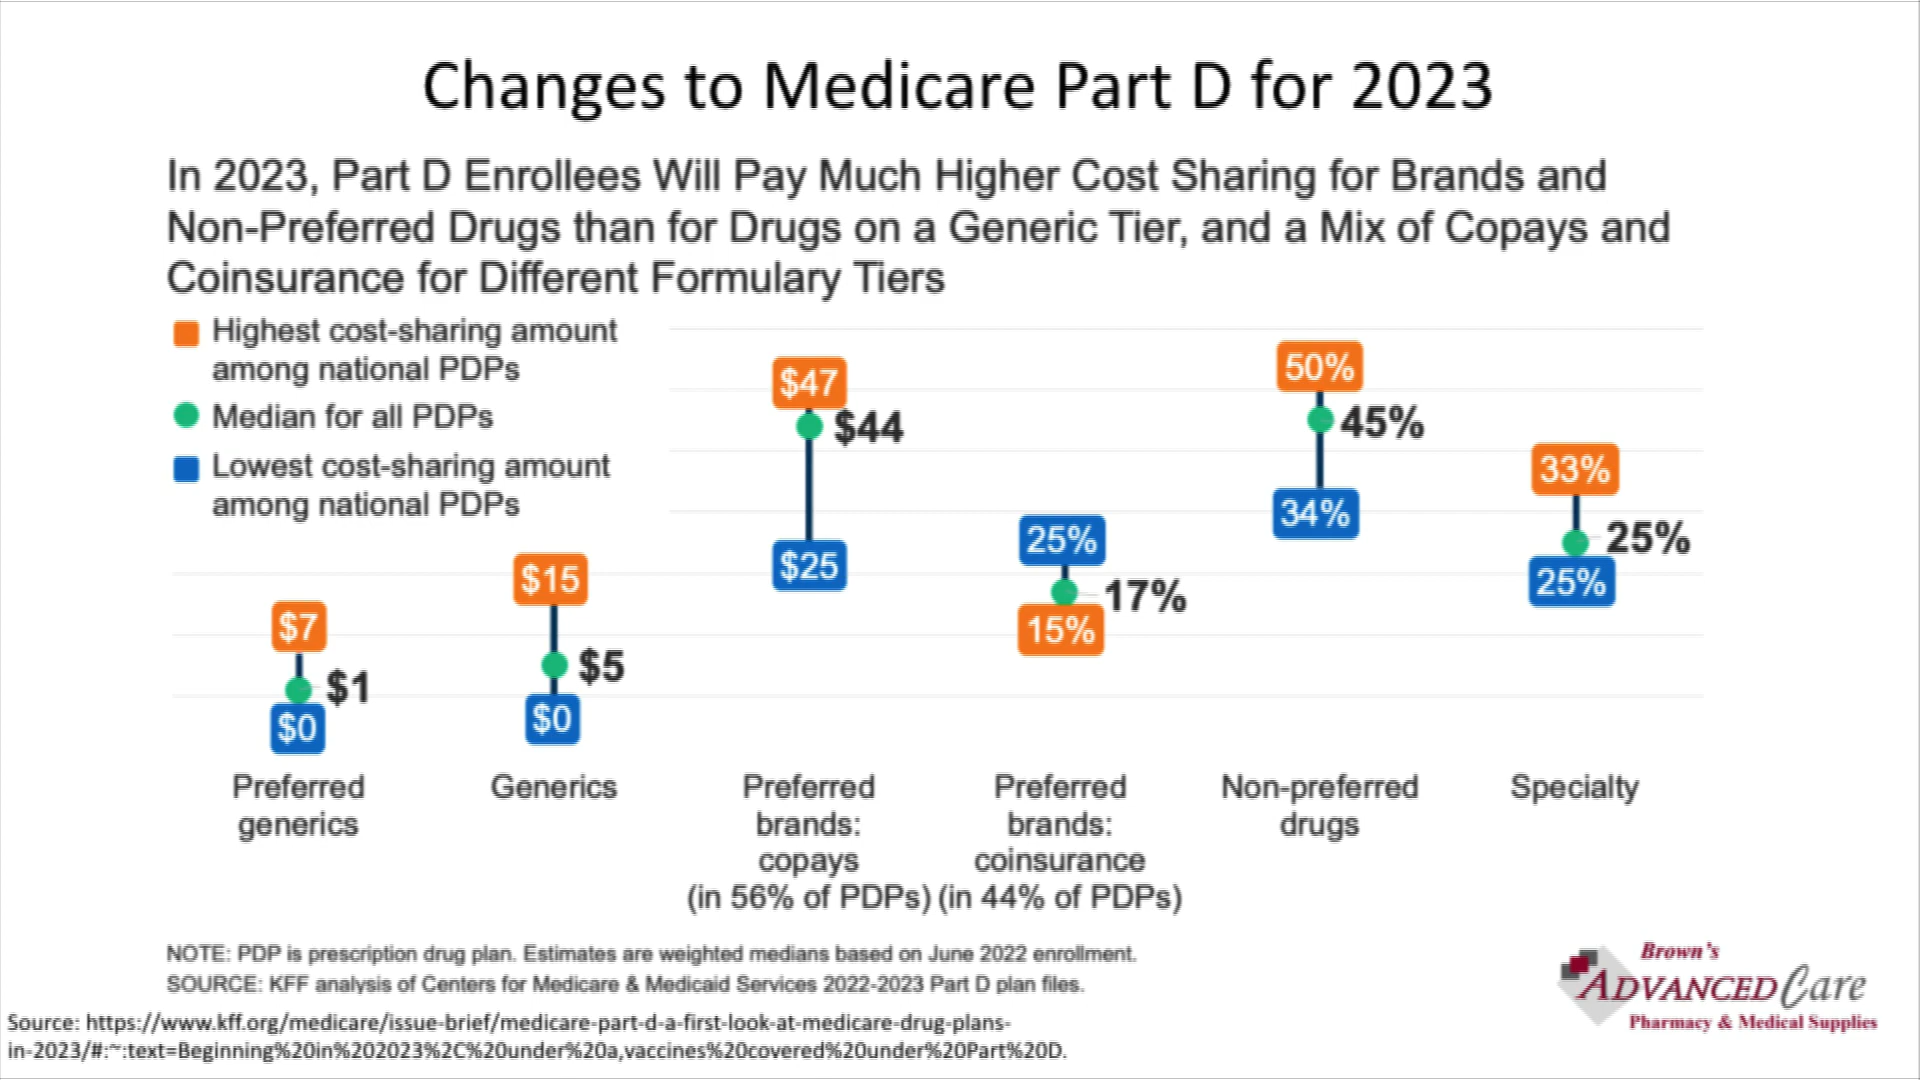 Changes to Medicare Part D for 2023
In 2023, Part D Enrollees Will Pay Much Higher Cost Sharing for Brands and
Non-Preferred Drugs than for Drugs on a Generic Tier, and a Mix of Copays and
Coinsurance for Different Formulary Tiers
Highest cost-sharing amount
among national PDPs
Median for all PDPs
Lowest cost-sharing amount
among national PDPs
$7
$1
$0
Preferred
generics
$15
$5
$0
Generics
$47
$44
$25
Preferred
brands:
copays
(in 56% of PDPs)
25%
17%
15%
Preferred
brands:
coinsurance
(in 44% of PDPs)
50%
45%
34%
Non-preferred
drugs
33%
25%
25%
Specialty
NOTE: PDP is prescription drug plan. Estimates are weighted medians based on June 2022 enrollment.
SOURCE: KFF analysis of Centers for Medicare & Medicaid Services 2022-2023 Part D plan files.
Source: https://www.kff.org/medicare/issue-brief/medicare-part-d-a-first-look-at-medicare-drug-plans-
in-2023/#:~:text=Beginning%20in%202023%2C%20under%20a,vaccines%20covered%20under%20Part%20D.
Brown's
ADVANCED Care
Pharmacy & Medical Supplies